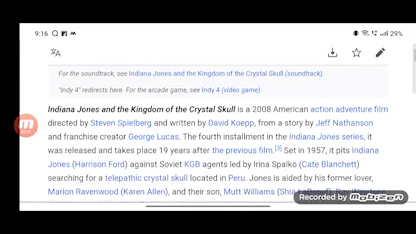 9:16
29%
For the soundtrack, see Indiana Jones and the Kingdom of the Crystal Skull (soundtrack).
"Indy 4" redirects here. For the arcade game, see Indy 4 (video game).
Indiana Jones and the Kingdom of the Crystal Skull is a 2008 American action adventure film
directed by Steven Spielberg and written by David Koepp, from a story by Jeff Nathanson
and franchise creator George Lucas. The fourth installment in the Indiana Jones series, it
was released and takes place 19 years after the previous film.[3] Set in 1957, it pits Indiana
Jones (Harrison Ford) against Soviet KGB agents led by Irina Spalko (Cate Blanchett)
searching for a telepathic crystal skull located in Peru. Jones is aided by his former lover,
Marion Ravenwood (Karen Allen), and their son, Mutt Williams
Recorded by Mobizen